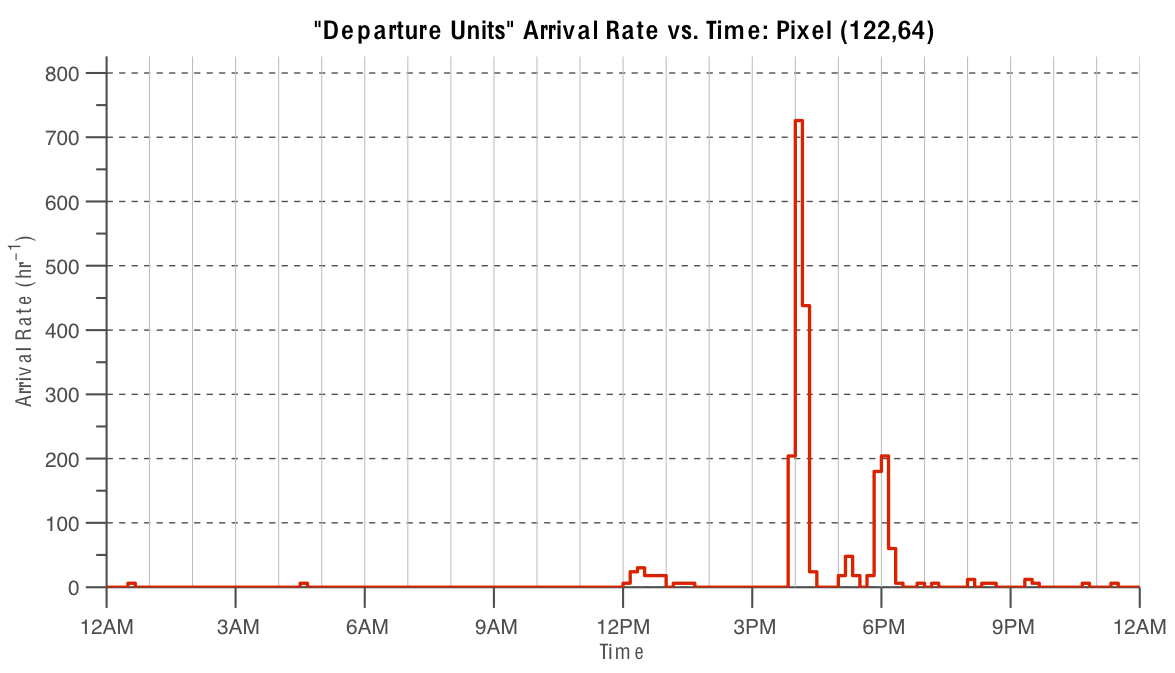 "Departure Units" Arrival Rate vs. Time: Pixel (122,64)
800
700
600
500
400
300
200
100
0
Arrival Rate (hr⁻¹)
12AM 3AM 6AM 9AM 12PM 3PM 6PM 9PM 12AM
Time